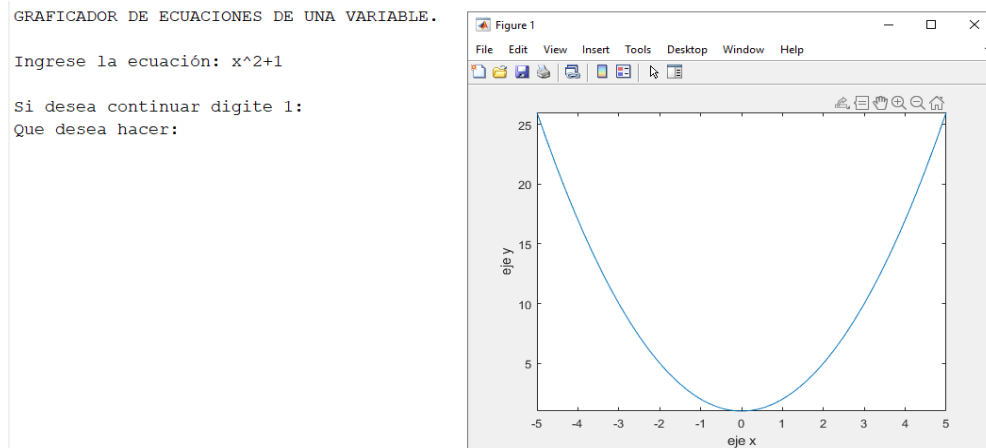 GRAFICADOR DE ECUACIONES DE UNA VARIABLE.
Ingrese la ecuación: x^2+1
Si desea continuar digite 1:
Que desea hacer:
Figure 1
File Edit View Insert Tools Desktop Window Help
25
20
15
10
5
eje y
-5 -4 -3 -2 -1 0 1 2 3 4 5
eje x